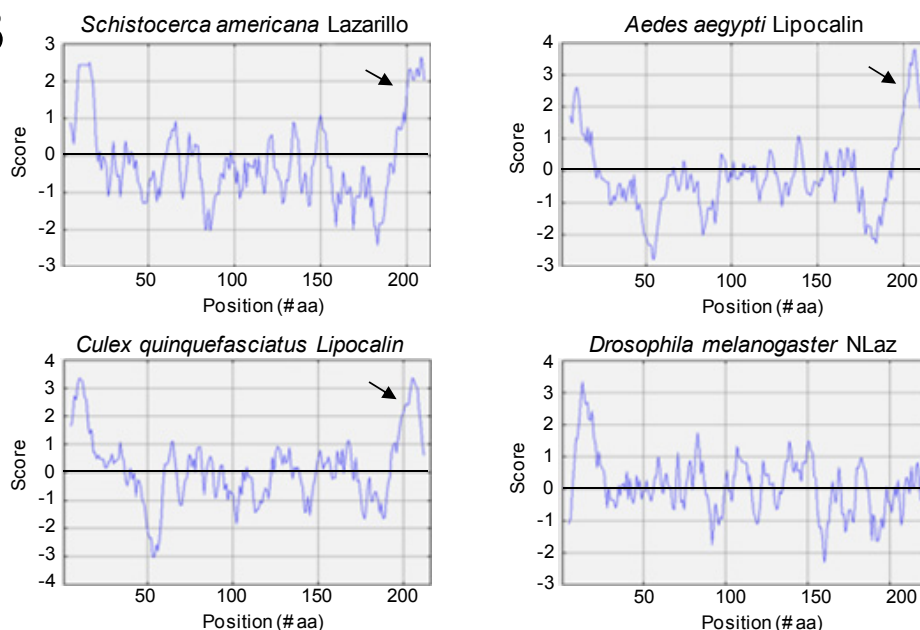 Schistocerca americana Lazarillo
3
2
1
0
-1
-2
-3
Score
50 100 150 200
Position (# aa)
Aedes aegypti Lipocalin
4
3
2
1
0
-1
-2
-3
Score
50 100 150 200
Position (# aa)
Culex quinquefasciatus Lipocalin
4
3
2
1
0
-1
-2
-3
-4
Score
50 100 150 200
Position (# aa)
Drosophila melanogaster NLaz
4
3
2
1
0
-1
-2
-3
Score
50 100 150 200
Position (# aa)